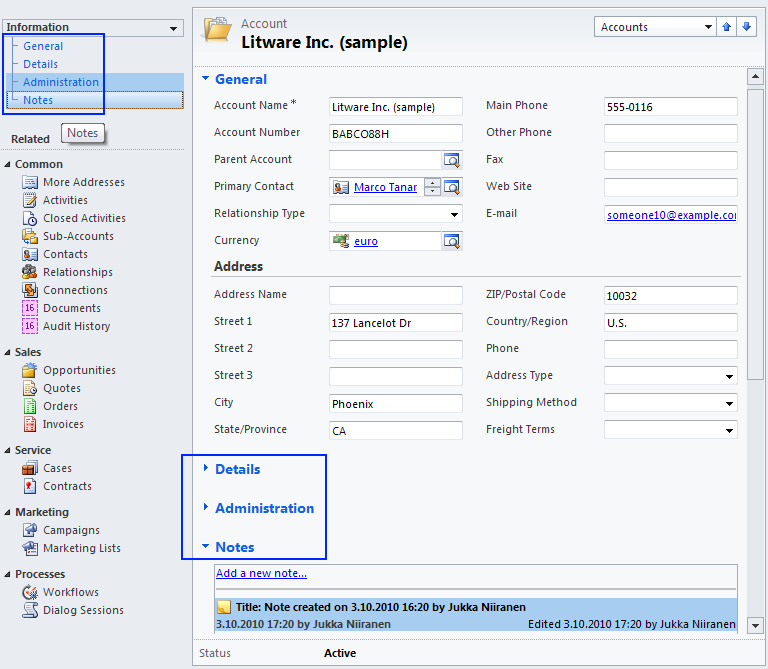 Information
General
Details
Administration
Notes
Related
Notes
Common
More Addresses
Activities
Closed Activities
Sub-Accounts
Contacts
Relationships
Connections
16 Documents
16 Audit History
Sales
Opportunities
Quotes
Orders
Invoices
Service
Cases
Contracts
Marketing
Campaigns
Marketing Lists
Processes
Workflows
Dialog Sessions
Account
Litware Inc. (sample)
Accounts
General
Account Name* Litware Inc. (sample) Main Phone 555-0116
Account Number BABCO88H Other Phone
Parent Account Fax
Primary Contact Marco Tanar Web Site
Relationship Type E-mail someone10@example.co
Currency euro
Address
Address Name ZIP/Postal Code 10032
Street 1 137 Lancelot Dr Country/Region U.S.
Street 2 Phone
Street 3 Address Type
City Phoenix Shipping Method
State/Province CA Freight Terms
Details
Administration
Notes
Add a new note...
Title: Note created on 3.10.2010 16:20 by Jukka Niiranen
3.10.2010 17:20 by Jukka Niiranen Edited 3.10.2010 17:20 by Jukka Niiranen
Status Active